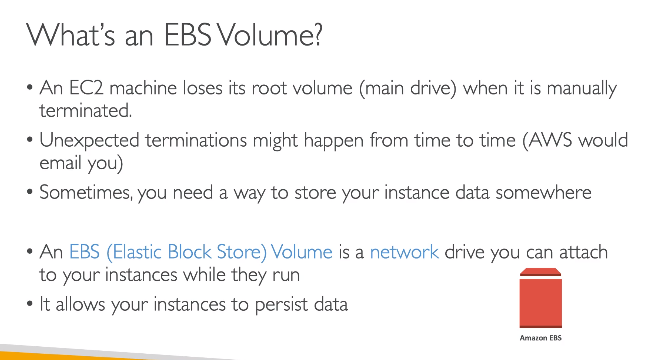 What's an EBS Volume?
• An EC2 machine loses its root volume (main drive) when it is manually
terminated.
• Unexpected terminations might happen from time to time (AWS would
email you)
• Sometimes, you need a way to store your instance data somewhere
• An EBS (Elastic Block Store) Volume is a network drive you can attach
to your instances while they run
• It allows your instances to persist data
Amazon EBS